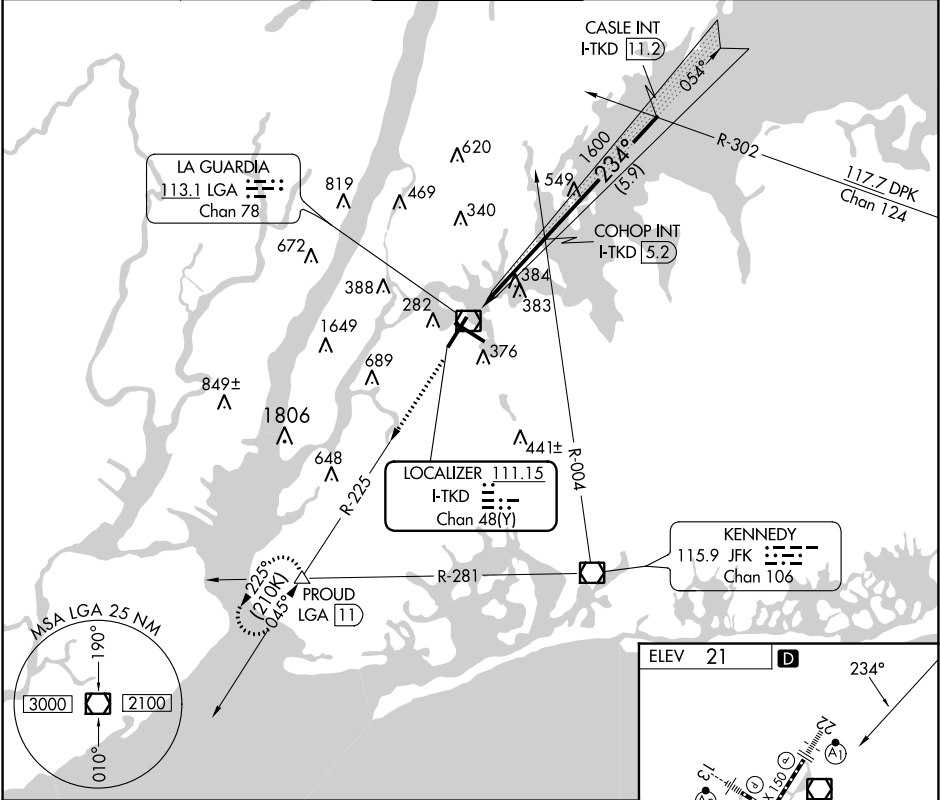 CASLE INT
I-TKD 11.2
054°
1600
234°
(5.9)
R-302
117.7 DPK
Chan 124
LA GUARDIA
113.1 LGA
Chan 78
620
819
469
340
549
COHOP INT
I-TKD 5.2
672
388
384
383
282
1649
376
689
849±
1806
441±
648
R-225
R-004
LOCALIZER 111.15
I-TKD
Chan 48(Y)
KENNEDY
115.9 JFK
Chan 106
R-281
225°
(210K)
045°
PROUD
LGA 11
MSA LGA 25 NM
190°
3000
2100
010°
ELEV 21 D
234°
22
A1
P
13
P
X 150